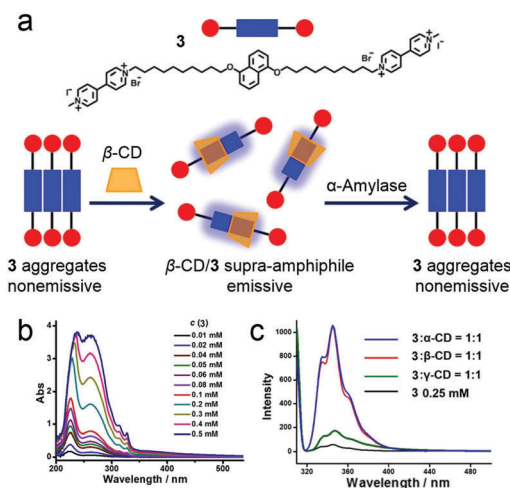 a
3
I⁻
N⁺
N⁺
Br⁻
O
O
Br⁻
N⁺
N⁺
I⁻
β-CD
α-Amylase
3 aggregates
nonemissive
β-CD/3 supra-amphiphile
emissive
3 aggregates
nonemissive
b
Abs
4
3
2
1
0
200 300 400 500
Wavelength / nm
c (3)
0.01 mM
0.02 mM
0.04 mM
0.05 mM
0.06 mM
0.08 mM
0.1 mM
0.2 mM
0.3 mM
0.4 mM
0.5 mM
c
Intensity
1000
800
600
400
200
0
320 360 400 440 480
Wavelength / nm
3:α-CD = 1:1
3:β-CD = 1:1
3:γ-CD = 1:1
3 0.25 mM